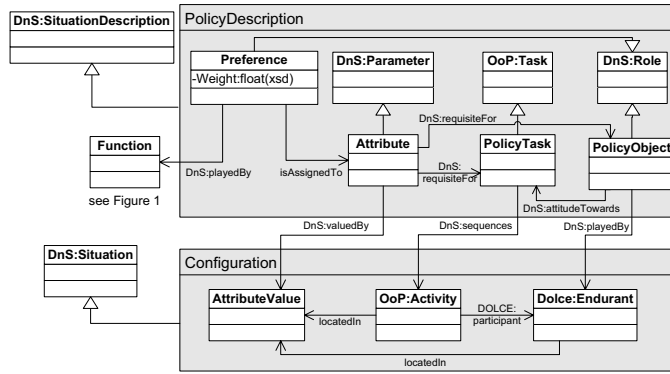 DnS:SituationDescription
PolicyDescription
Preference
-Weight:float(xsd)
DnS:Parameter
OoP:Task
DnS:Role
DnS:requisiteFor
Function
Attribute
PolicyTask
PolicyObject
DnS:playedBy
isAssignedTo
DnS:
requisiteFor
see Figure 1
DnS:attitudeTowards
DnS:valuedBy
DnS:sequences
DnS:playedBy
DnS:Situation
Configuration
AttributeValue
OoP:Activity
Dolce:Endurant
locatedIn
DOLCE:
participant
locatedIn